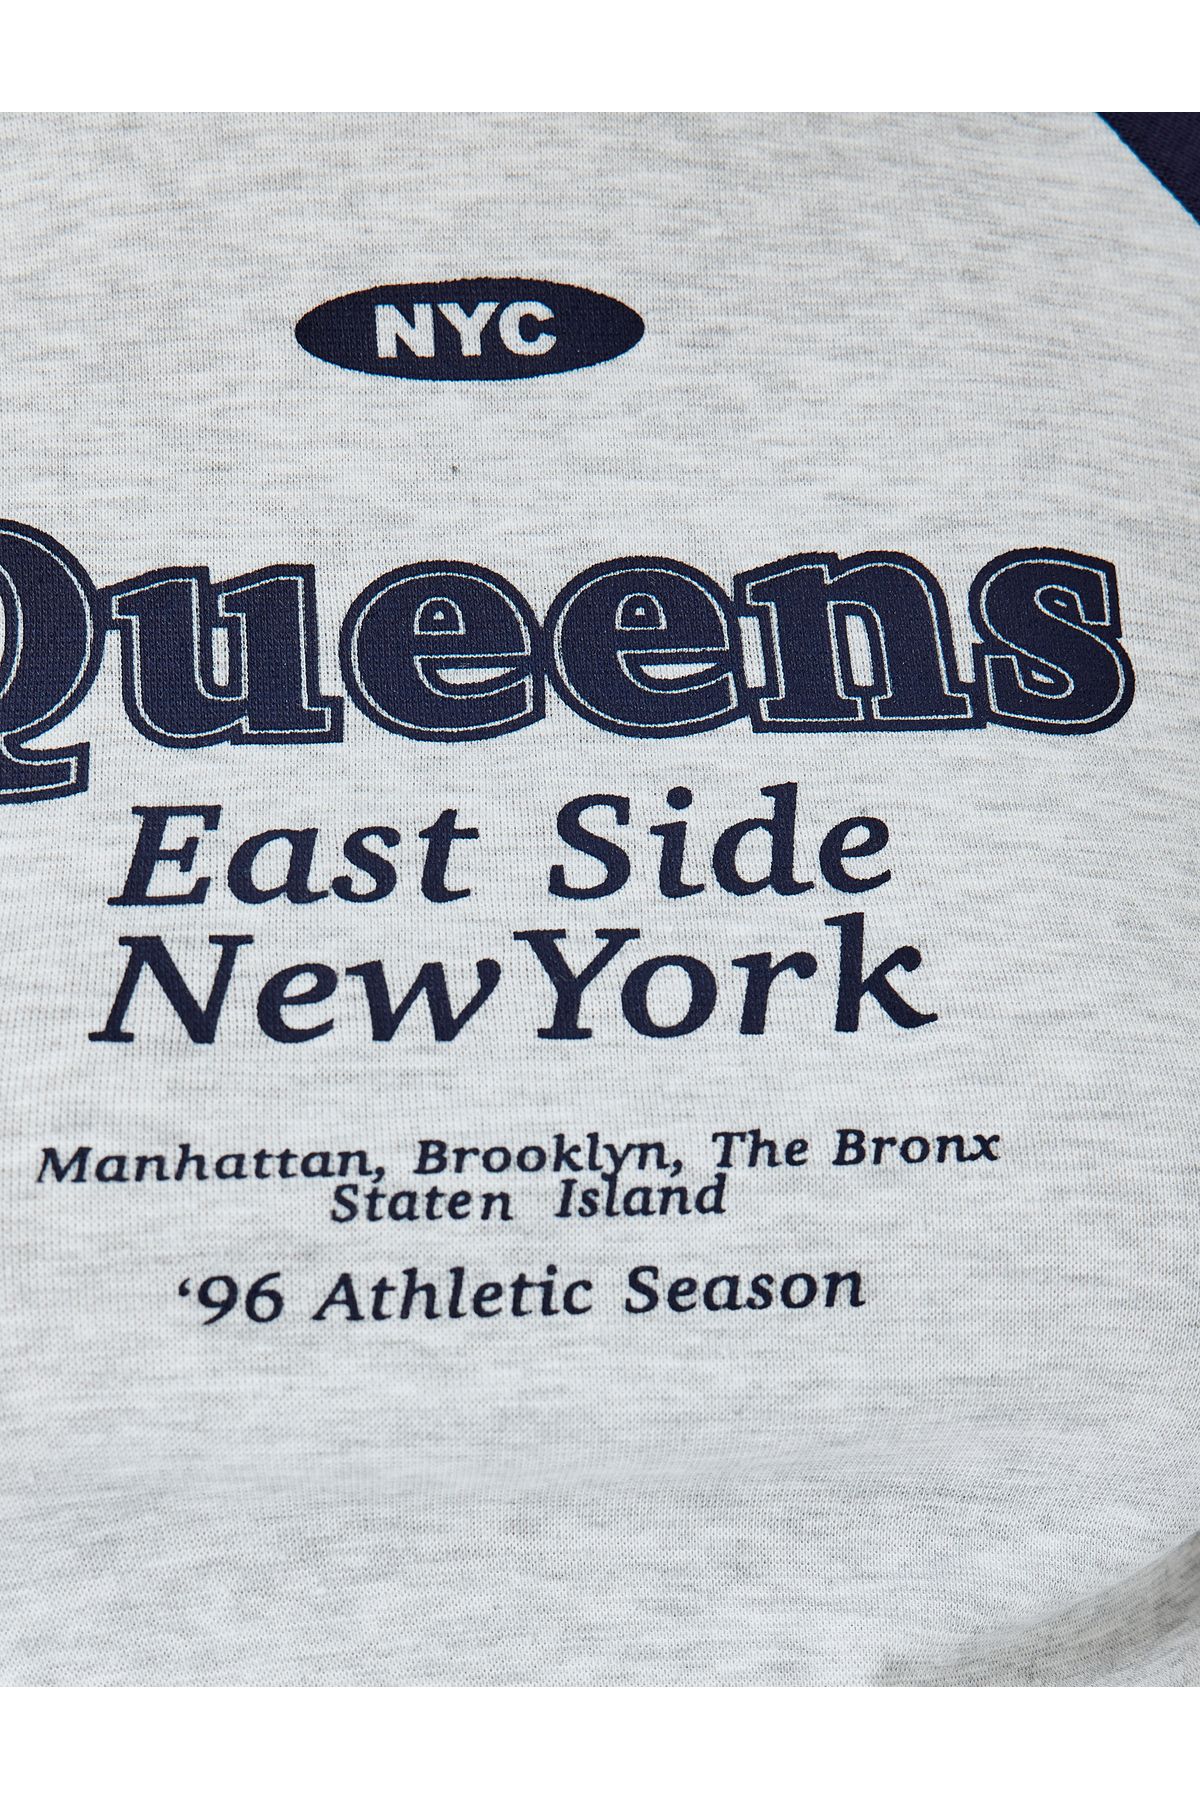 NYC
Queens
East Side
New York
Manhattan, Brooklyn, The Bronx
Staten Island
‘96 Athletic Season